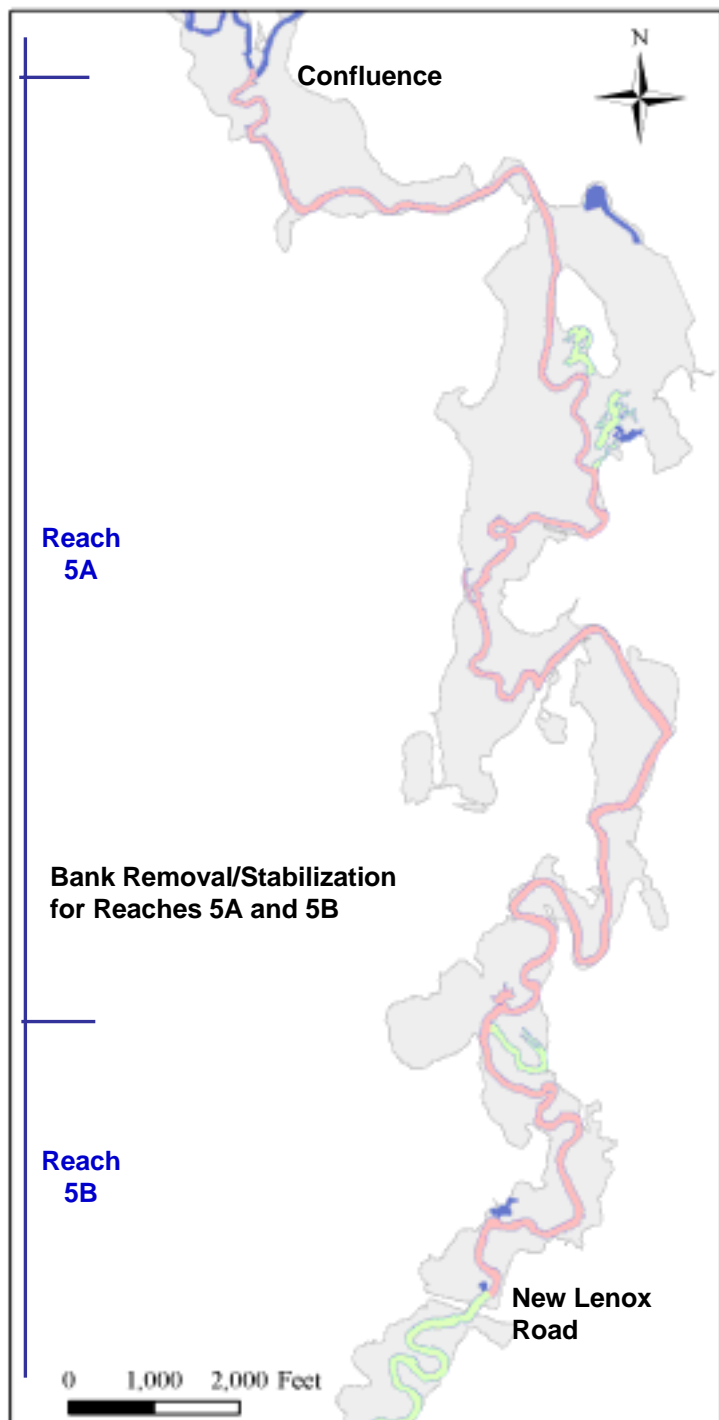 Confluence
N
Reach
5A
Bank Removal/Stabilization
for Reaches 5A and 5B
Reach
5B
New Lenox
Road
0 1,000 2,000 Feet